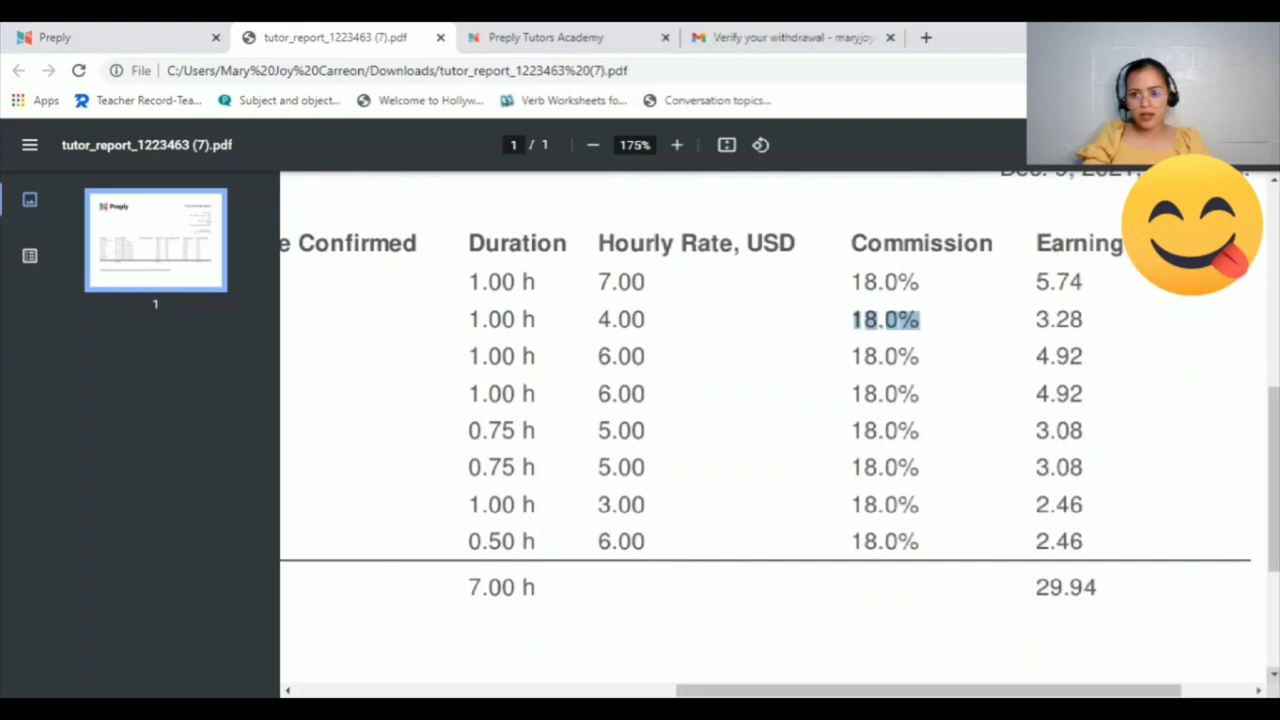 Preply
tutor_report_1223463 (7).pdf
Preply Tutors Academy
Verify your withdrawal - maryjoy
File
C:/Users/Mary%20Joy%20Carreon/Downloads/tutor_report_1223463%20(7).pdf
Apps
Teacher Record-Tea...
Subject and object...
Welcome to Hollyw...
Verb Worksheets fo...
Conversation topics...
tutor_report_1223463 (7).pdf
1 / 1
175%
Preply
1
e Confirmed Duration Hourly Rate, USD Commission Earning
1.00 h 7.00 18.0% 5.74
1.00 h 4.00 18.0% 3.28
1.00 h 6.00 18.0% 4.92
1.00 h 6.00 18.0% 4.92
0.75 h 5.00 18.0% 3.08
0.75 h 5.00 18.0% 3.08
1.00 h 3.00 18.0% 2.46
0.50 h 6.00 18.0% 2.46
7.00 h 29.94